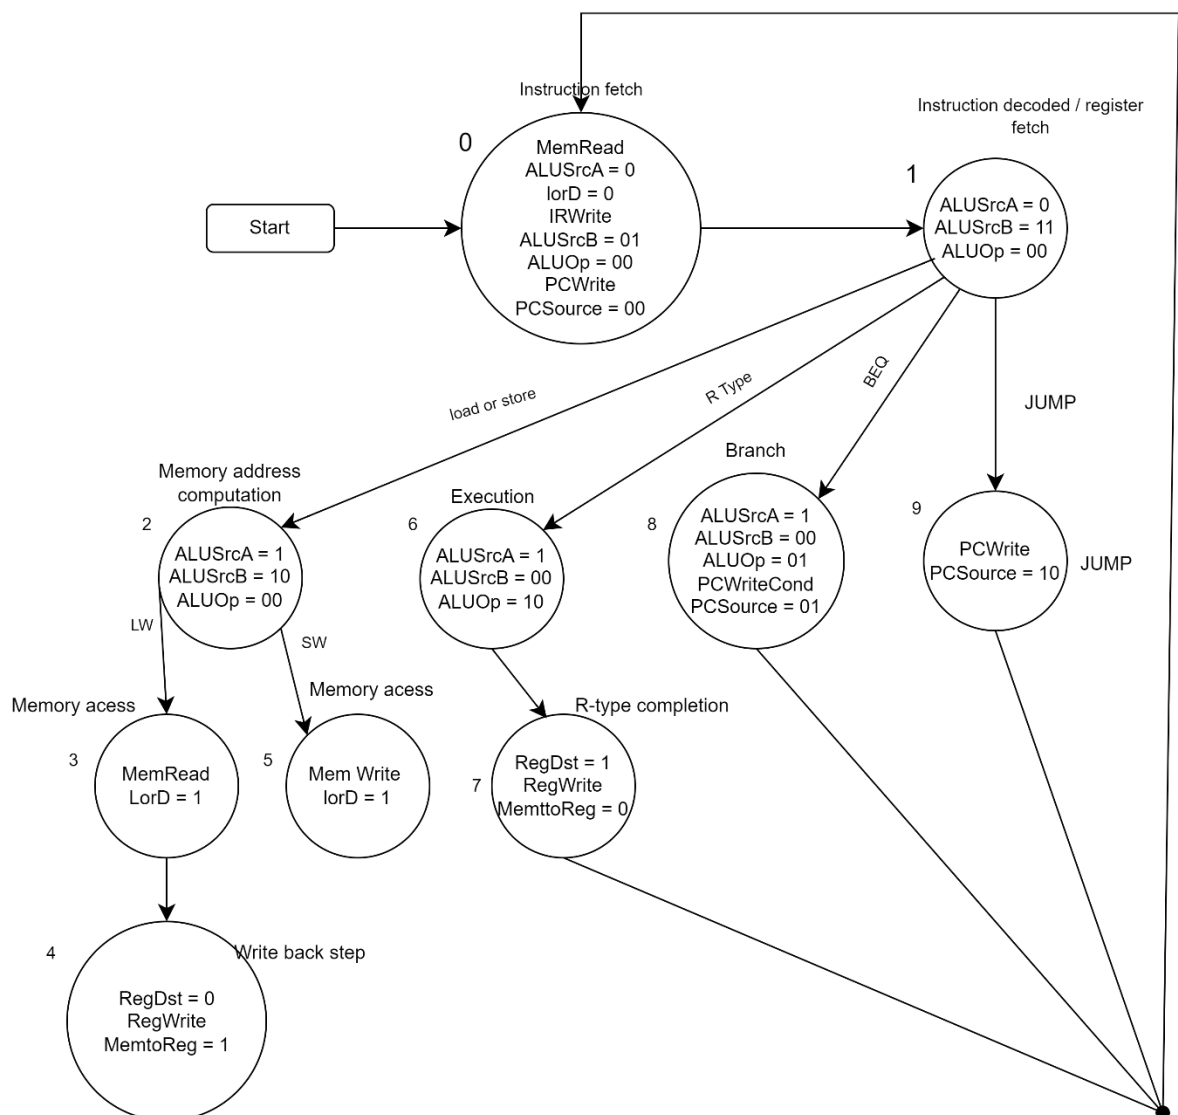 Instruction fetch
0
MemRead
ALUSrcA = 0
IorD = 0
IRWrite
ALUSrcB = 01
ALUOp = 00
PCWrite
PCSource = 00
Start
Instruction decoded / register
fetch
1
ALUSrcA = 0
ALUSrcB = 11
ALUOp = 00
load or store
R Type
BEQ
JUMP
Memory address
computation
2
ALUSrcA = 1
ALUSrcB = 10
ALUOp = 00
Execution
6
ALUSrcA = 1
ALUSrcB = 00
ALUOp = 10
Branch
8
ALUSrcA = 1
ALUSrcB = 00
ALUOp = 01
PCWriteCond
PCSource = 01
9
PCWrite
PCSource = 10
JUMP
LW
SW
Memory acess
3
MemRead
LorD = 1
Memory acess
5
Mem Write
IorD = 1
R-type completion
7
RegDst = 1
RegWrite
MemttoReg = 0
4
Write back step
RegDst = 0
RegWrite
MemtoReg = 1